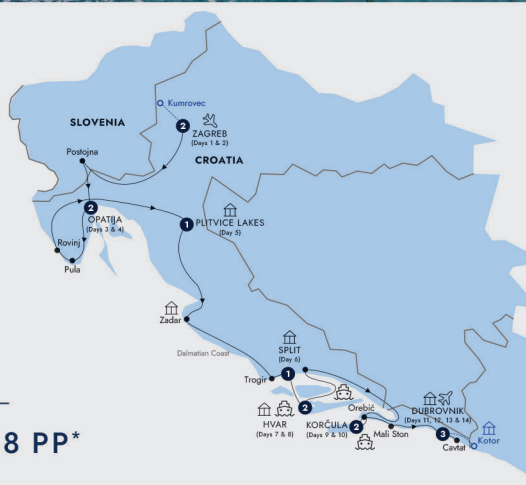 Kumrovec
SLOVENIA
2
ZAGREB
(Days 1 & 2)
Postojna
CROATIA
2
OPATIJA
(Days 3 & 4)
1
PLITVICE LAKES
(Day 5)
Rovinj
Pula
Zadar
Dalmatian Coast
SPLIT
(Day 6)
1
Trogir
2
HVAR
(Days 7 & 8)
Orebić
KORČULA
(Days 9 & 10)
2
Mali Ston
DUBROVNIK
(Days 11, 12, 13 & 14)
3
Cavtat
Kotor
8 PP*